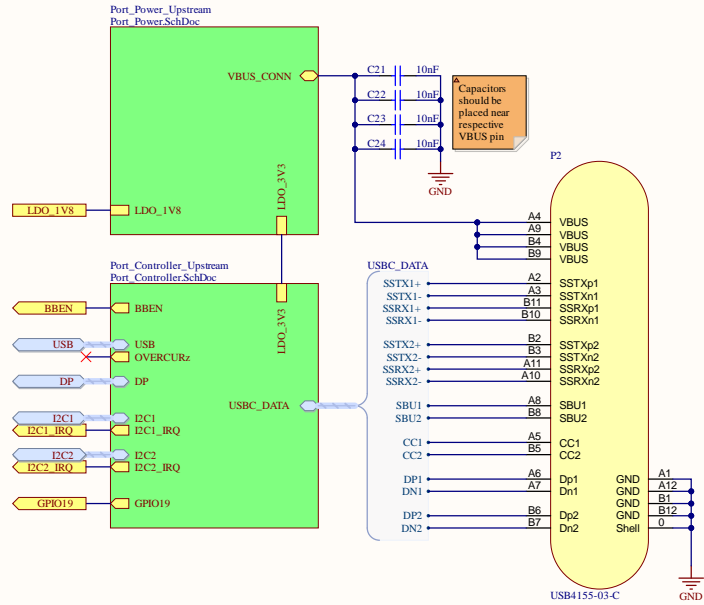 Port_Power_Upstream
Port_Power.SchDoc
VBUS_CONN
LDO_3V3
LDO_1V8
LDO_1V8
C21 10nF
C22 10nF
C23 10nF
C24 10nF
GND
Capacitors
should be
placed near
respective
VBUS pin
Port_Controller_Upstream
Port_Controller.SchDoc
LDO_3V3
BBEN
BBEN
USB
USB
OVERCURz
DP
DP
I2C1
I2C1
I2C1_IRQ
I2C1_IRQ
I2C2
I2C2
I2C2_IRQ
I2C2_IRQ
GPIO19
GPIO19
USBC_DATA
USBC_DATA
SSTX1+
SSTX1-
SSRX1+
SSRX1-
SSTX2+
SSTX2-
SSRX2+
SSRX2-
SBU1
SBU2
CC1
CC2
DP1
DN1
DP2
DN2
P2
A4 VBUS
A9 VBUS
B4 VBUS
B9 VBUS
A2 SSTXp1
A3 SSTXn1
B11 SSRXp1
B10 SSRXn1
B2 SSTXp2
B3 SSTXn2
A11 SSRXp2
A10 SSRXn2
A8 SBU1
B8 SBU2
A5 CC1
B5 CC2
A6 Dp1
A7 Dn1
B6 Dp2
B7 Dn2
GND A1
GND A12
GND B1
GND B12
Shell 0
GND
USB4155-03-C